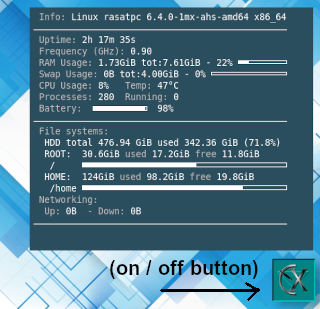 Info: Linux rasatpc 6.4.0-1mx-ahs-amd64 x86_64
Uptime: 2h 17m 35s
Frequency (GHz): 0.90
RAM Usage: 1.73GiB tot:7.61GiB - 22%
Swap Usage: 0B tot:4.00GiB - 0%
CPU Usage: 8% Temp: 47°C
Processes: 280 Running: 0
Battery: 98%
File systems:
HDD total 476.94 GiB used 342.36 GiB (71.8%)
ROOT: 30.6GiB used 17.2GiB free 11.8GiB
/
HOME: 124GiB used 98.2GiB free 19.8GiB
/home
Networking:
Up: 0B - Down: 0B
(on / off button)